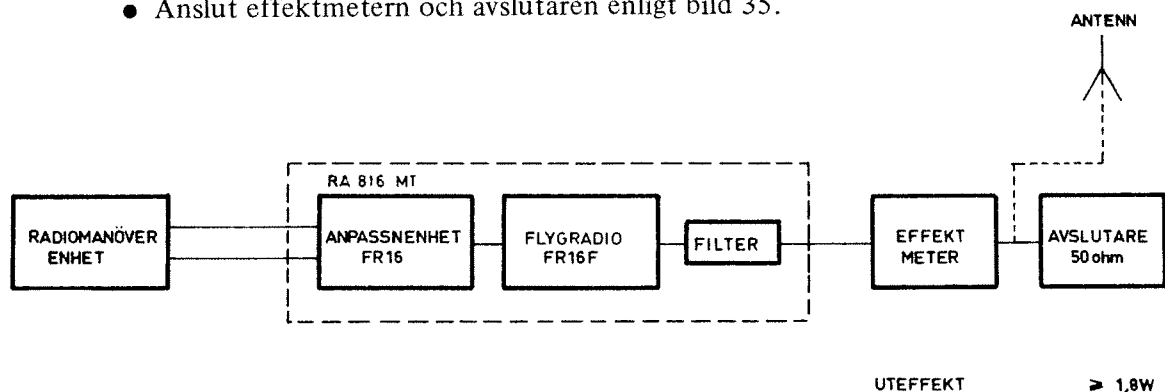 ● Anslut effektmetern och avslutaren enligt bild 35.
ANTENN
RA 816 MT
RADIOMANÖVER
ENHET
ANPASSNENHET
FR16
FLYGRADIO
FR16F
FILTER
EFFEKT
METER
AVSLUTARE
50 ohm
UTEFFEKT ⩾ 1,8W